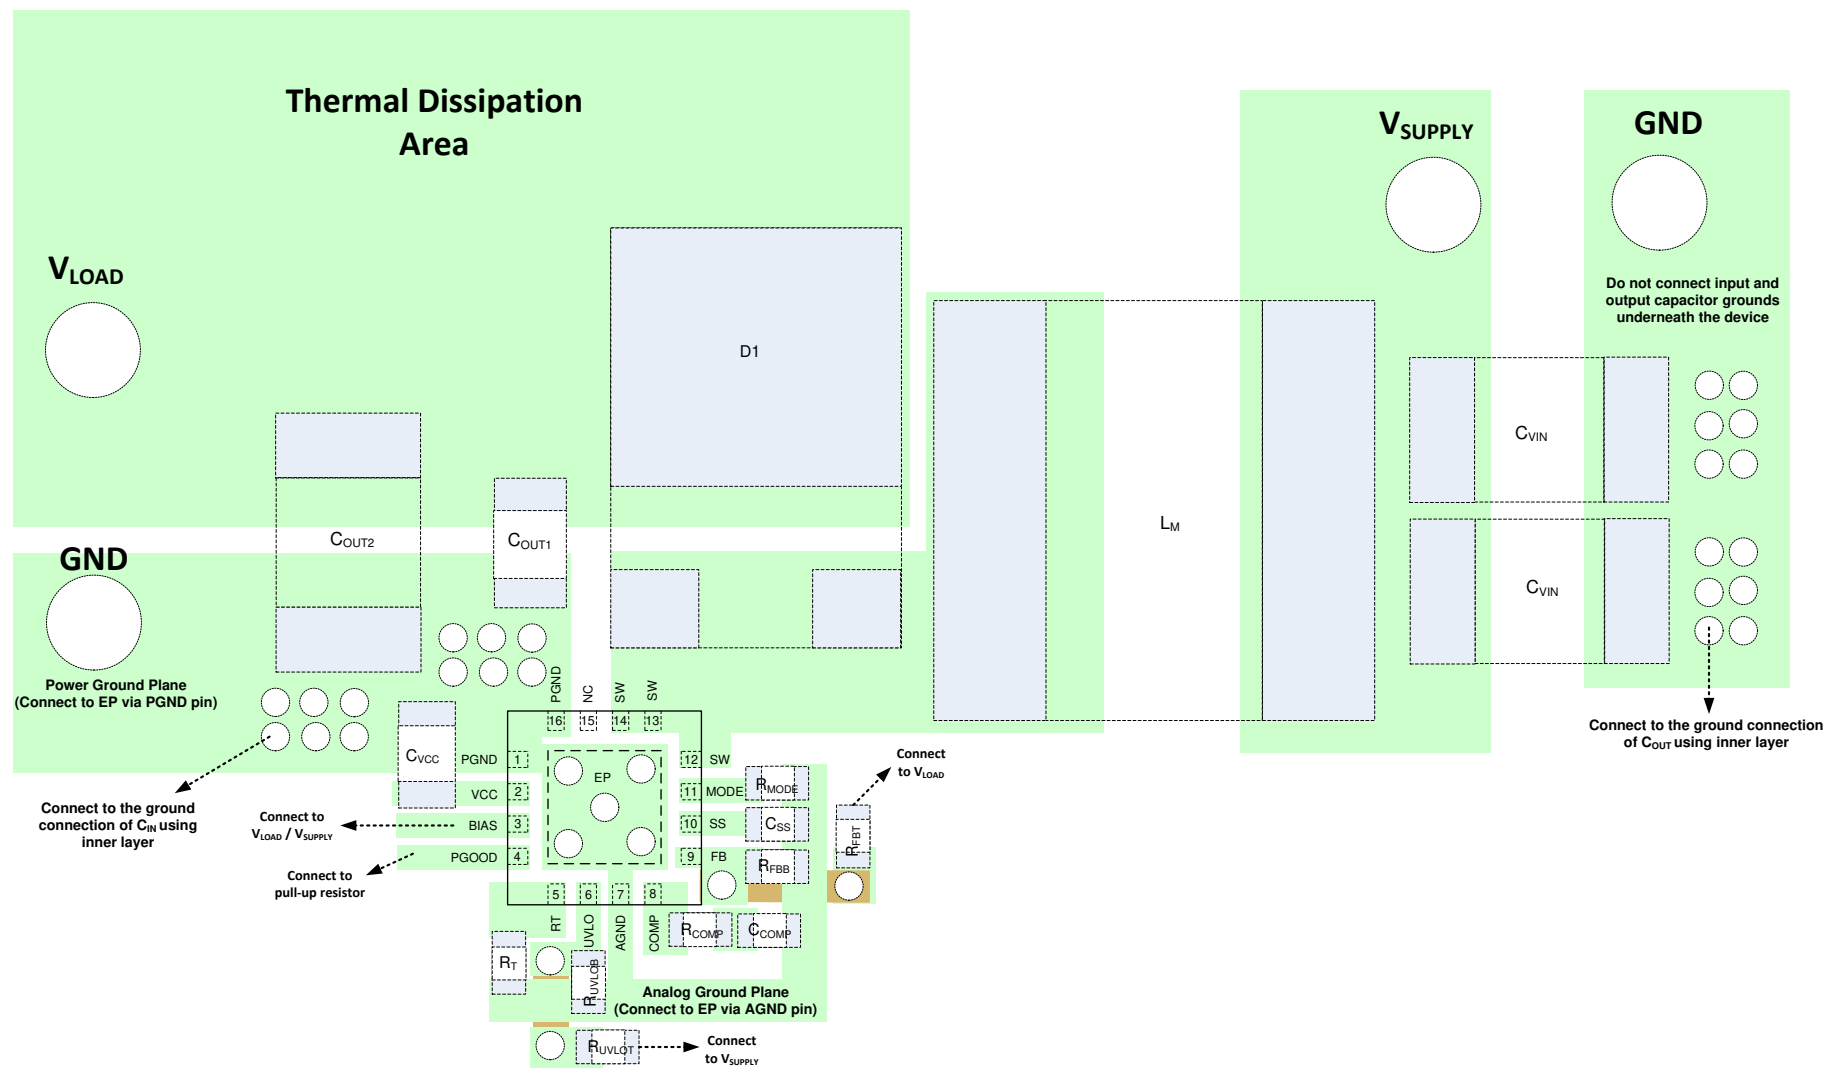 Thermal Dissipation
Area
VSUPPLY
GND
VLOAD
Do not connect input and
output capacitor grounds
underneath the device
D1
CVIN
LM
COUT2
COUT1
GND
CVIN
Power Ground Plane
(Connect to EP via PGND pin)
PGND
NC
SW
SW
16
15
14
13
Connect to the ground connection
of COUT using inner layer
CVCC
PGND
1
EP
12
SW
Connect
to VLOAD
VCC
2
11
MODE
RMODE
Connect to the ground
connection of CIN using
inner layer
Connect to
VLOAD / VSUPPLY
BIAS
3
10
SS
CSS
RFBT
PGOOD
4
9
FB
RFBB
Connect to
pull-up resistor
5
6
7
8
RT
UVLO
AGND
COMP
RCOMP
CCOMP
RT
RUVLOB
Analog Ground Plane
(Connect to EP via AGND pin)
RUVLOT
Connect
to VSUPPLY